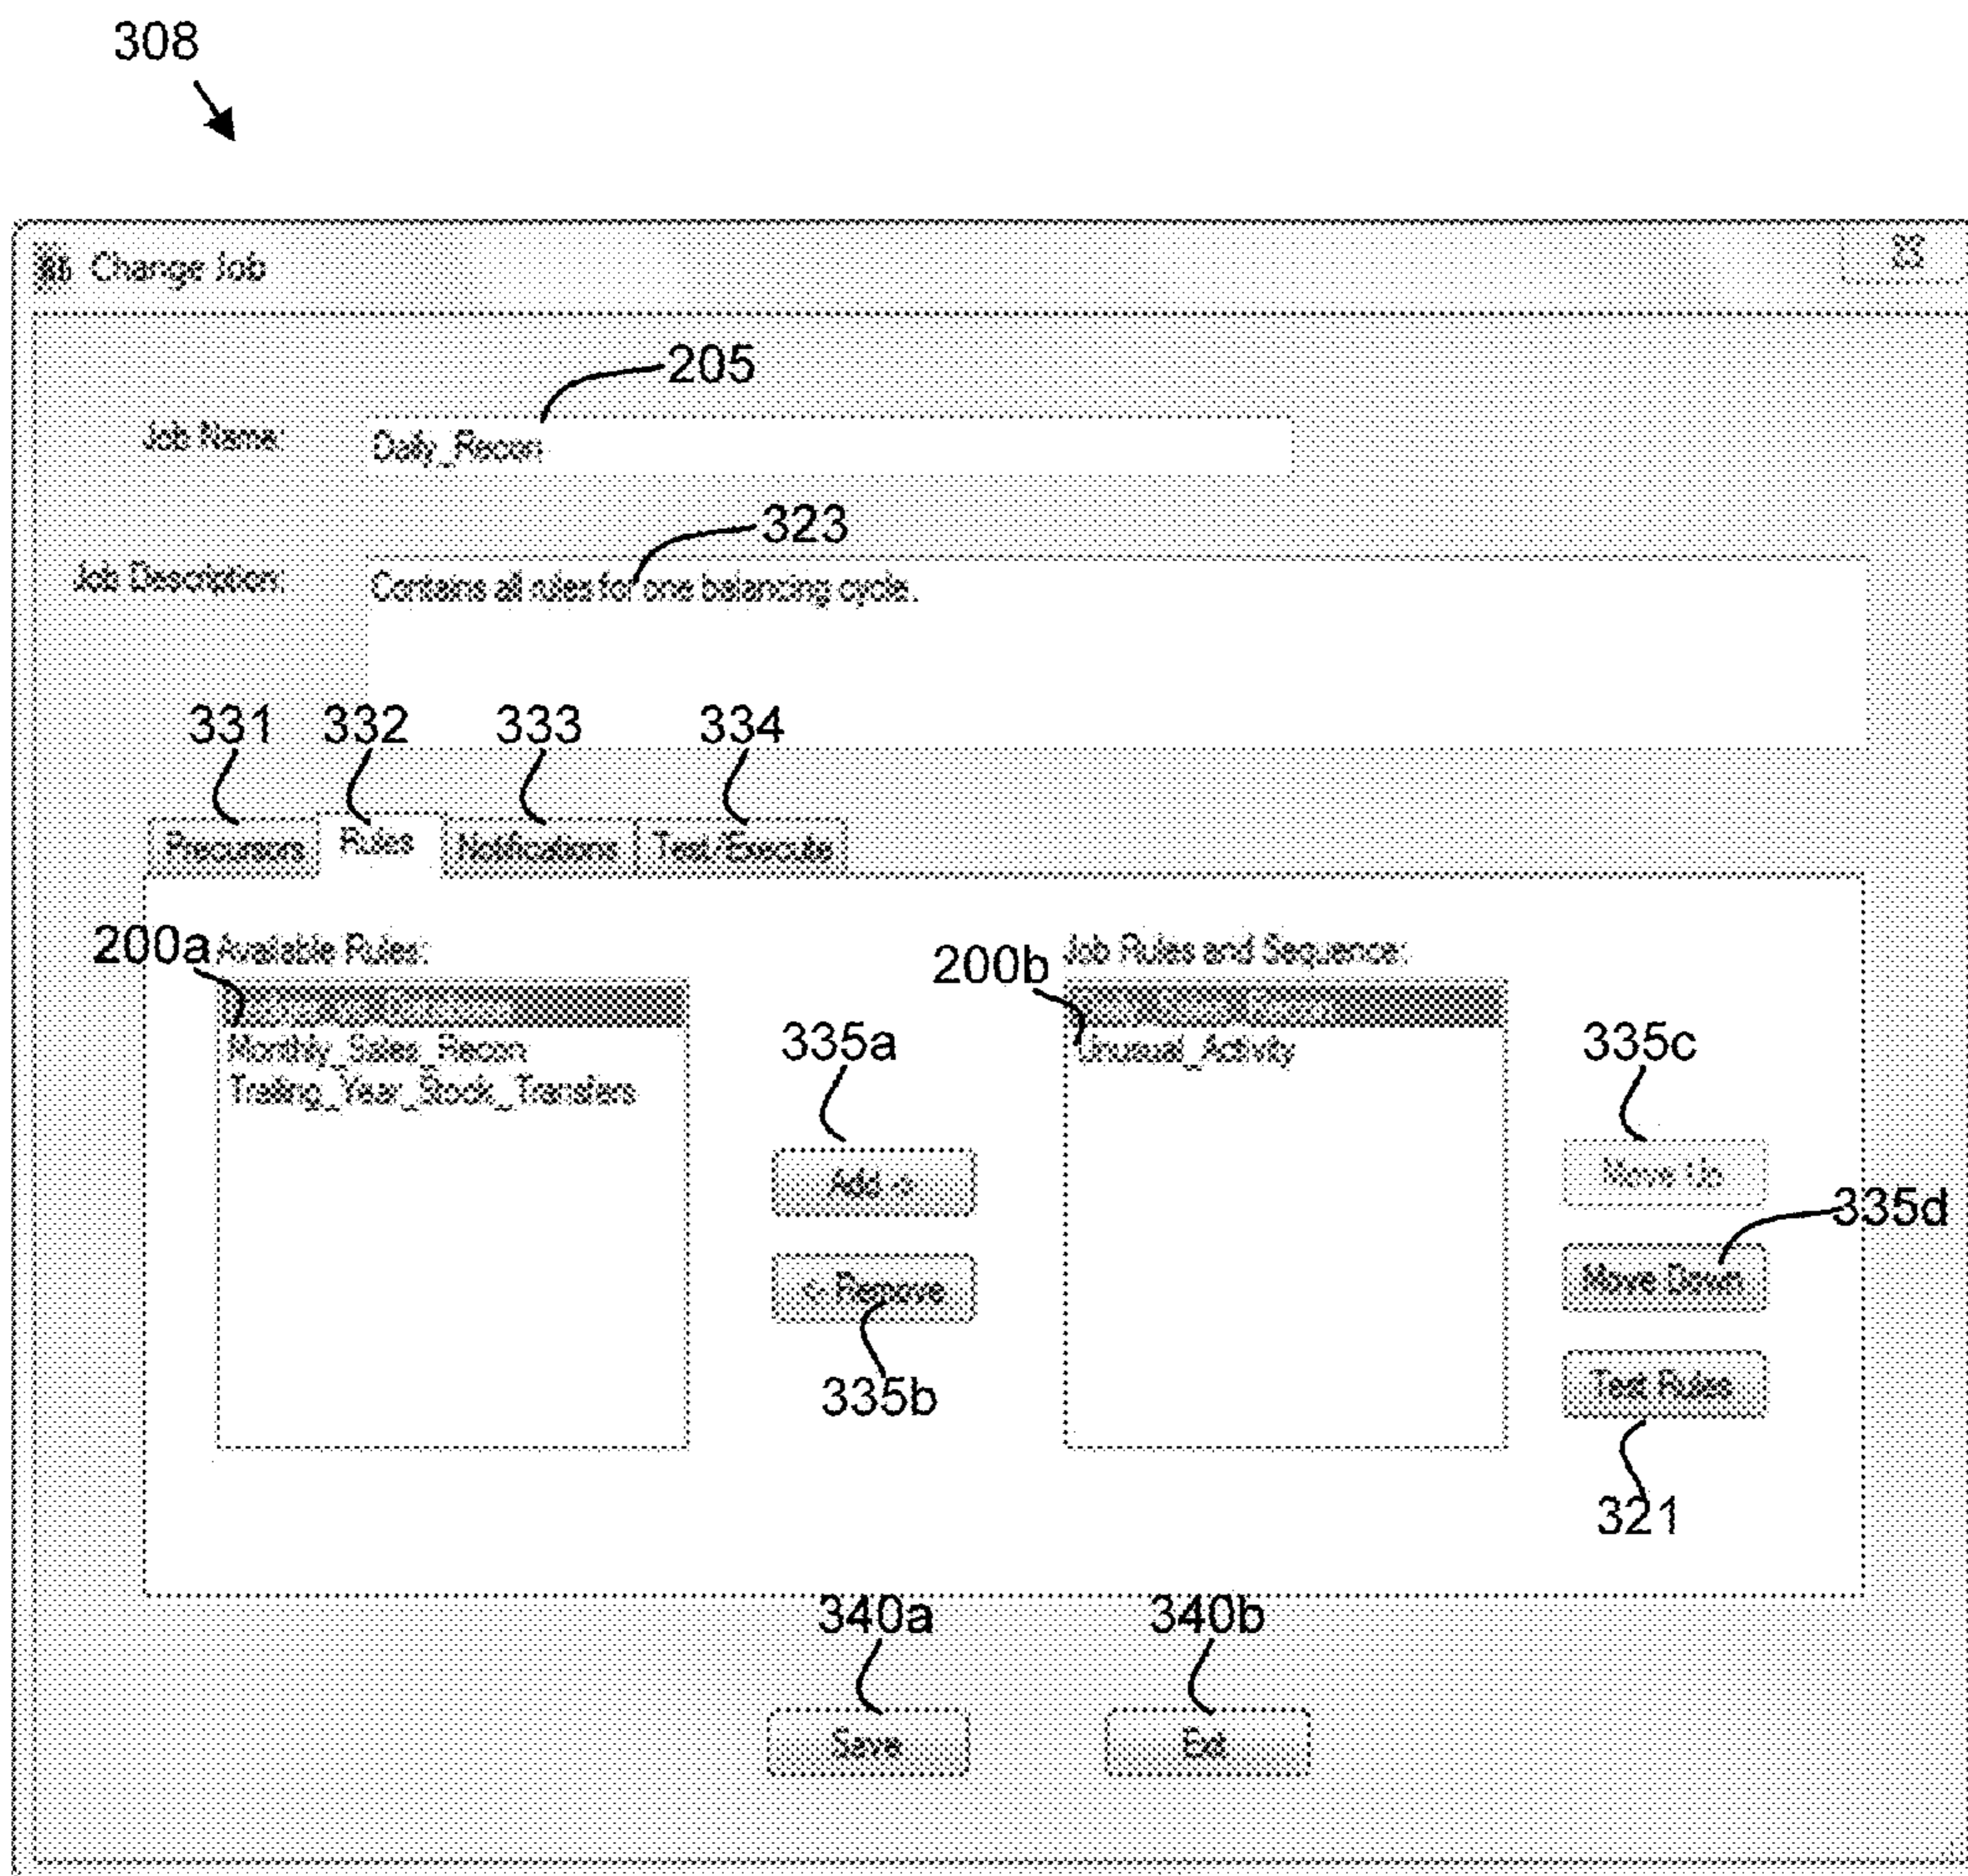 308
Change Job
205
Job Name:
Daily_Recon
323
Job Description:
Contains all rules for one balancing cycle.
331 332 333 334
Precursors Rules Notifications Test/Execute
200a Available Rules:
200b Job Rules and Sequence:
Monthly_Sales_Recon
Trailing_Year_Stock_Transfers
Unusual_Activity
335a
335c
Add ->
Move Up
335d
<- Remove
Move Down
335b
Test Rules
321
340a 340b
Save Exit